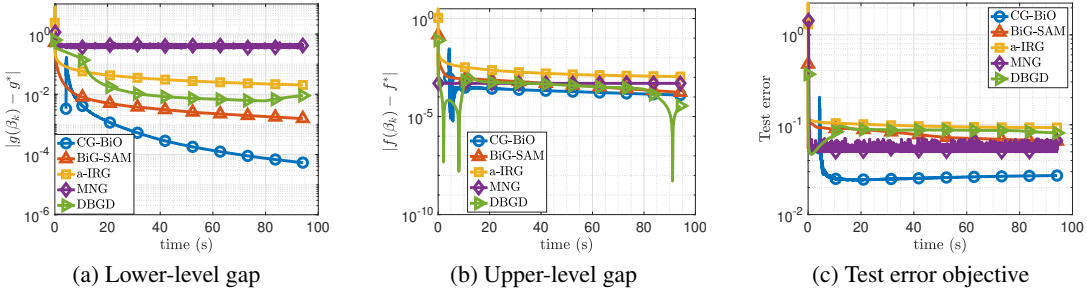 |g(β_k) − g*|
10^0
10^-2
10^-4
10^-6
CG-BiO
BiG-SAM
a-IRG
MNG
DBGD
0 20 40 60 80 100
time (s)
(a) Lower-level gap
|f(β_k) − f*|
10^0
10^-5
10^-10
CG-BiO
BiG-SAM
a-IRG
MNG
DBGD
0 20 40 60 80 100
time (s)
(b) Upper-level gap
Test error
10^0
10^-1
10^-2
CG-BiO
BiG-SAM
a-IRG
MNG
DBGD
0 20 40 60 80 100
time (s)
(c) Test error objective